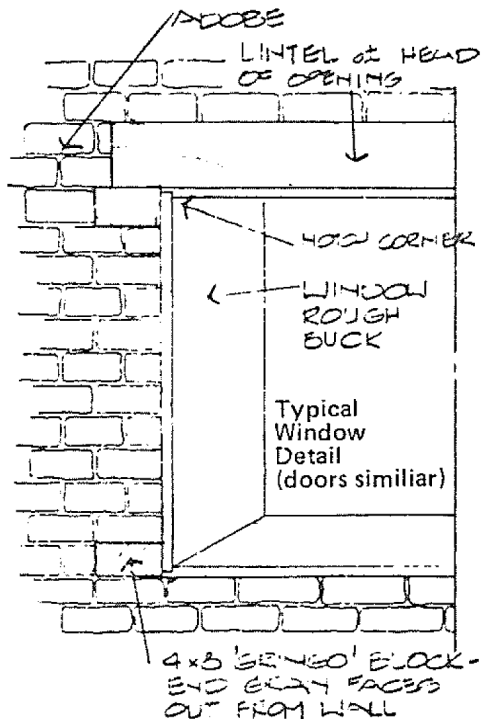 ADOBE
LINTEL at HEAD
OF OPENING
CORNER
WINDOW
ROUGH
BUCK
Typical
Window
Detail
(doors similiar)
4x8 'GRINGO' BLOCK-
END GRAIN FACES
OUT FROM WALL